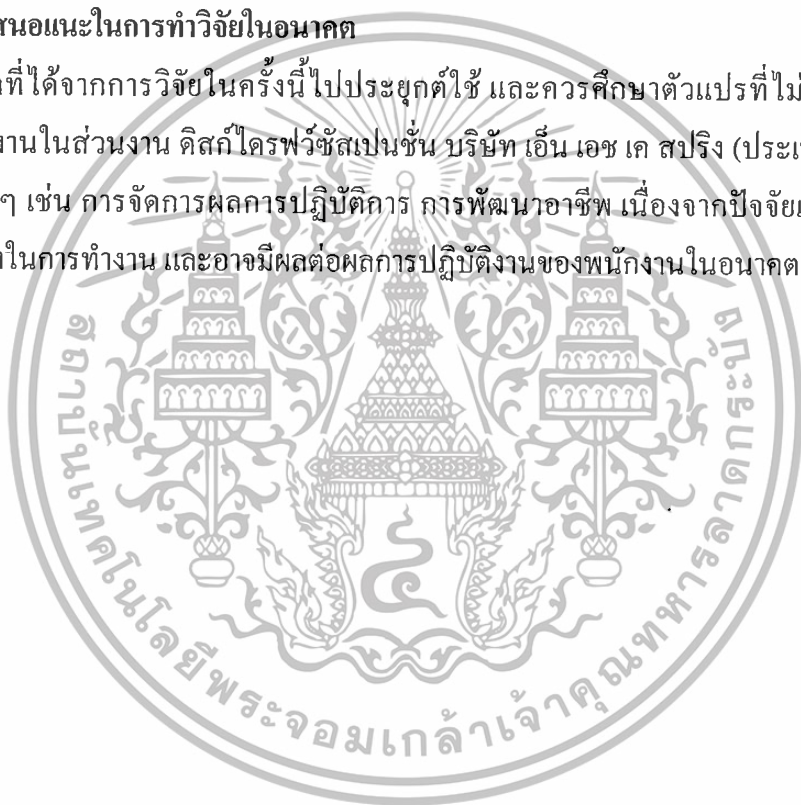 สนอแนะในการทำวิจัยในอนาคต
ที่ได้จากการวิจัยในครั้งนี้ไปประยุกต์ใช้ และควรศึกษาตัวแปรที่ไม่
งานในส่วนงาน ดิสก์ไดรฟว์ซัสเปนชั่น บริษัท เอ็น เอช เค สปริง (ประเ
ๆ เช่น การจัดการผลการปฏิบัติการ การพัฒนาอาชีพ เนื่องจากปัจจัยเ
ในการทำงาน และอาจมีผลต่อผลการปฏิบัติงานของพนักงานในอนาคต
สถาบันเทคโนโลยีพระจอมเกล้าเจ้าคุณทหารลาดกระบัง